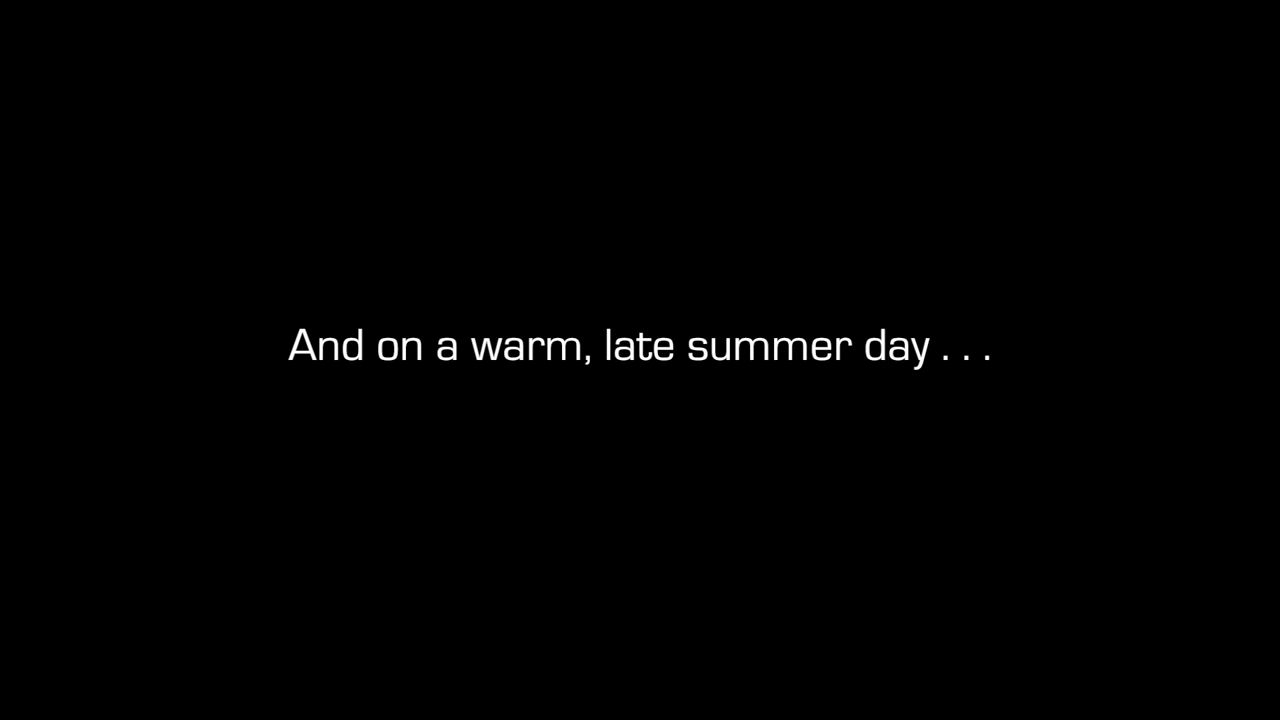 And on a warm, late summer day . . .